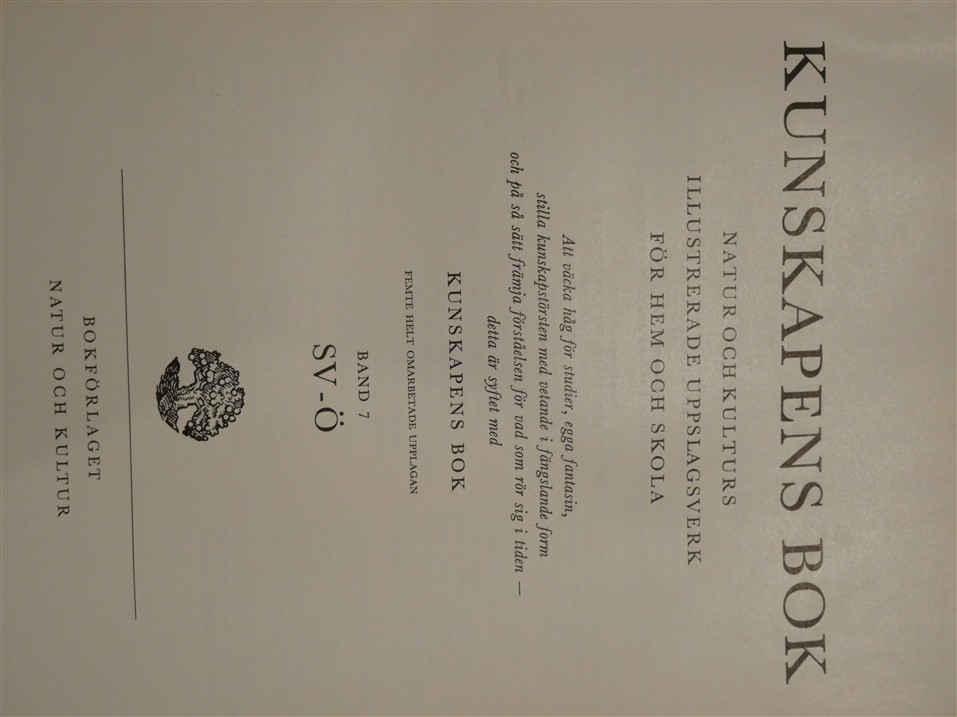 KUNSKAPENS BOK
NATUR OCH KULTURS
ILLUSTRERADE UPPSLAGSVERK
FÖR HEM OCH SKOLA
Att väcka håg för studier, egga fantasin,
stilla kunskapstörsten med vetande i fängslande form
och på så sätt främja förståelsen för vad som rör sig i tiden —
detta är syftet med
KUNSKAPENS BOK
FEMTE HELT OMARBETADE UPPLAGAN
BAND 7
SV - Ö
BOKFÖRLAGET
NATUR OCH KULTUR